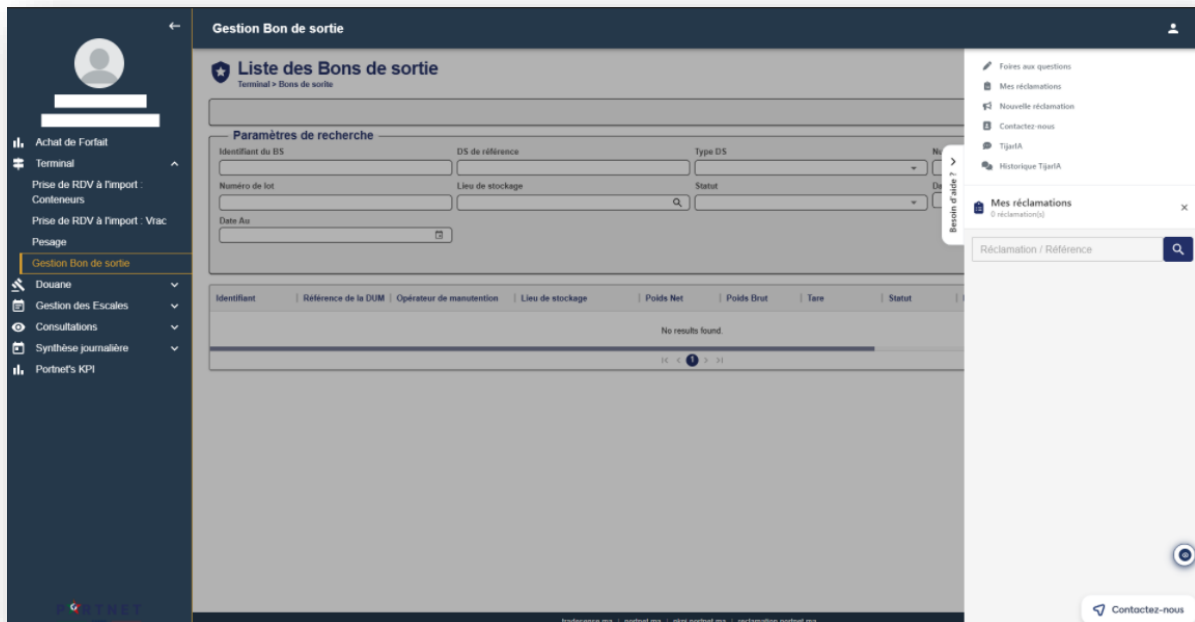 Gestion Bon de sortie
Achat de Forfait
Terminal
Prise de RDV à l'import :
Conteneurs
Prise de RDV à l'import : Vrac
Pesage
Gestion Bon de sortie
Douane
Gestion des Escales
Consultations
Synthèse journalière
Portnet's KPI
PORTNET
Liste des Bons de sortie
Terminal > Bons de sortie
Paramètres de recherche
Identifiant du BS DS de référence Type DS
Numéro de lot Lieu de stockage Statut
Date Au
Identifiant Référence de la DUM Opérateur de manutention Lieu de stockage Poids Net Poids Brut Tare Statut
No results found.
1
Besoin d'aide ?
Foires aux questions
Mes réclamations
Nouvelle réclamation
Contactez-nous
TijarIA
Historique TijarIA
Mes réclamations
0 réclamation(s)
Réclamation / Référence
Contactez-nous